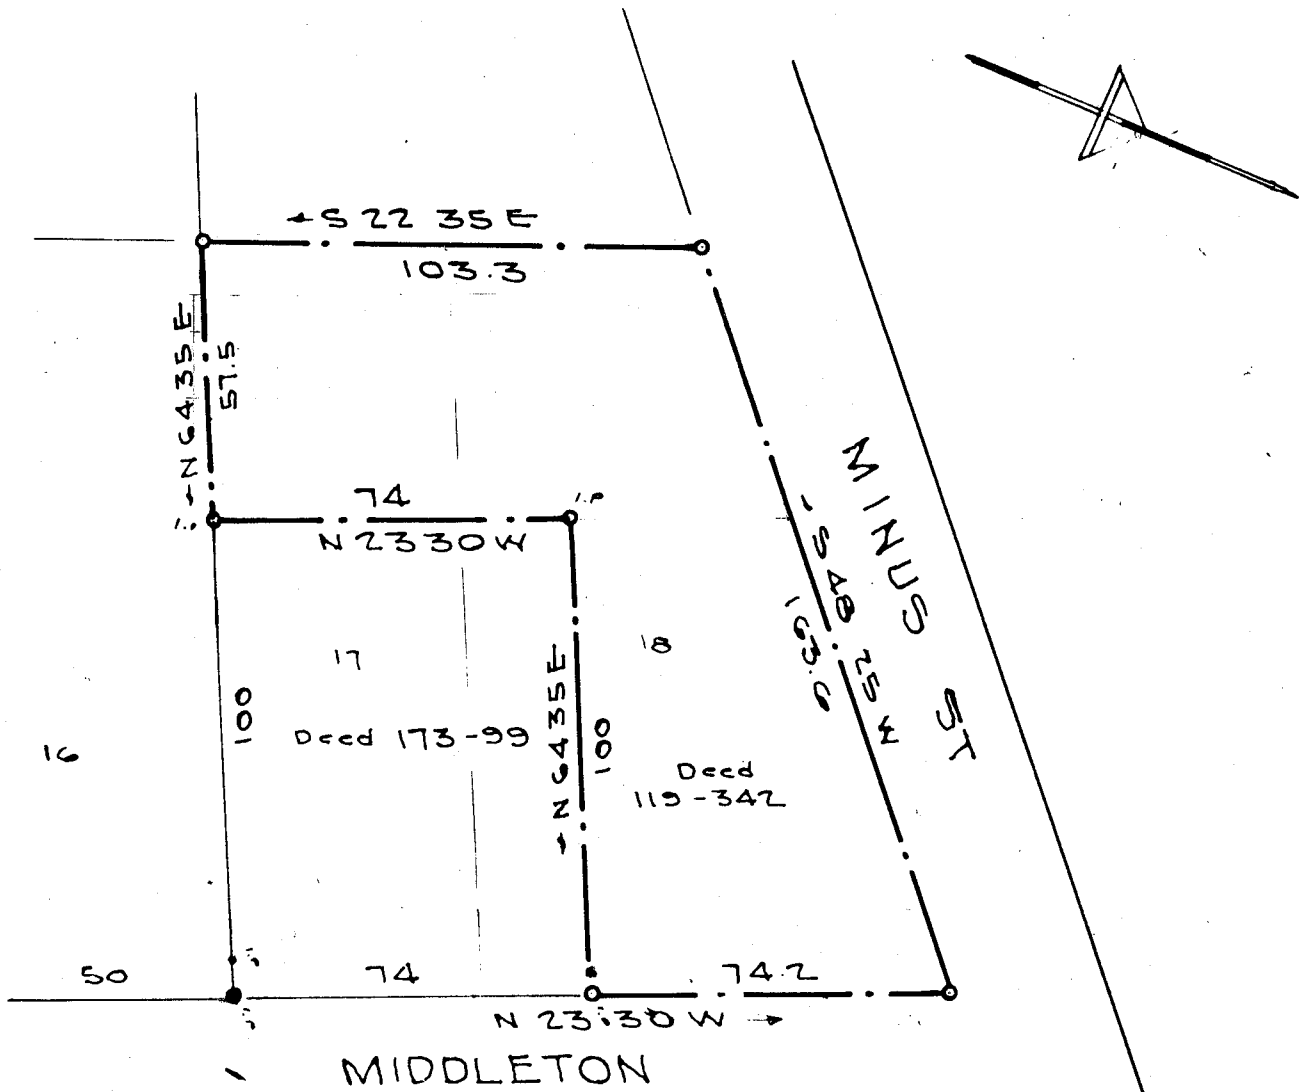 S 22 35 E
103.3
N 64 35 E
57.5
74
I.P
N 23 30 W
MINUS ST
S 48 25 W
163.6
17
18
N 64 35 E
100
100
Deed 173-99
16
Deed
119-342
50
74
74.2
N 23 30 W
MIDDLETON